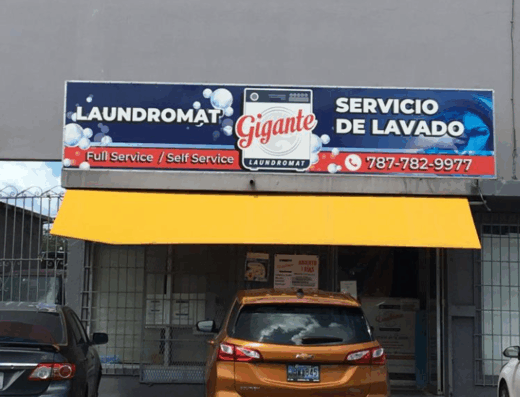 LAUNDROMAT
Full Service / Self Service
Gigante
LAUNDROMAT
SERVICIO
DE LAVADO
787-782-9977